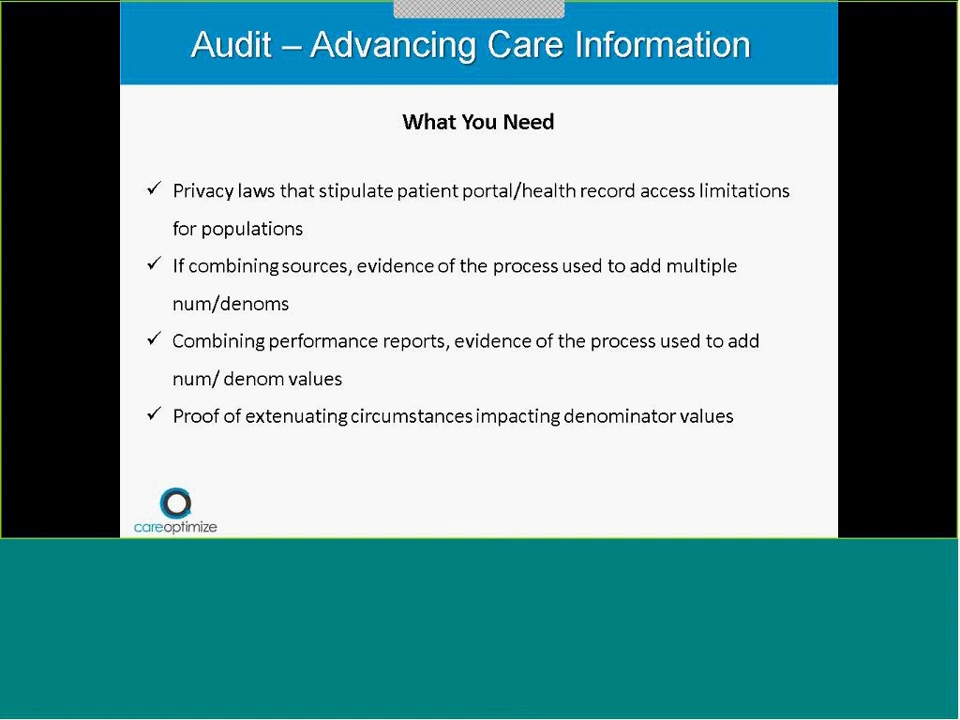 Audit – Advancing Care Information
What You Need
✓ Privacy laws that stipulate patient portal/health record access limitations
for populations
✓ If combining sources, evidence of the process used to add multiple
num/denoms
✓ Combining performance reports, evidence of the process used to add
num/ denom values
✓ Proof of extenuating circumstances impacting denominator values
careoptimize